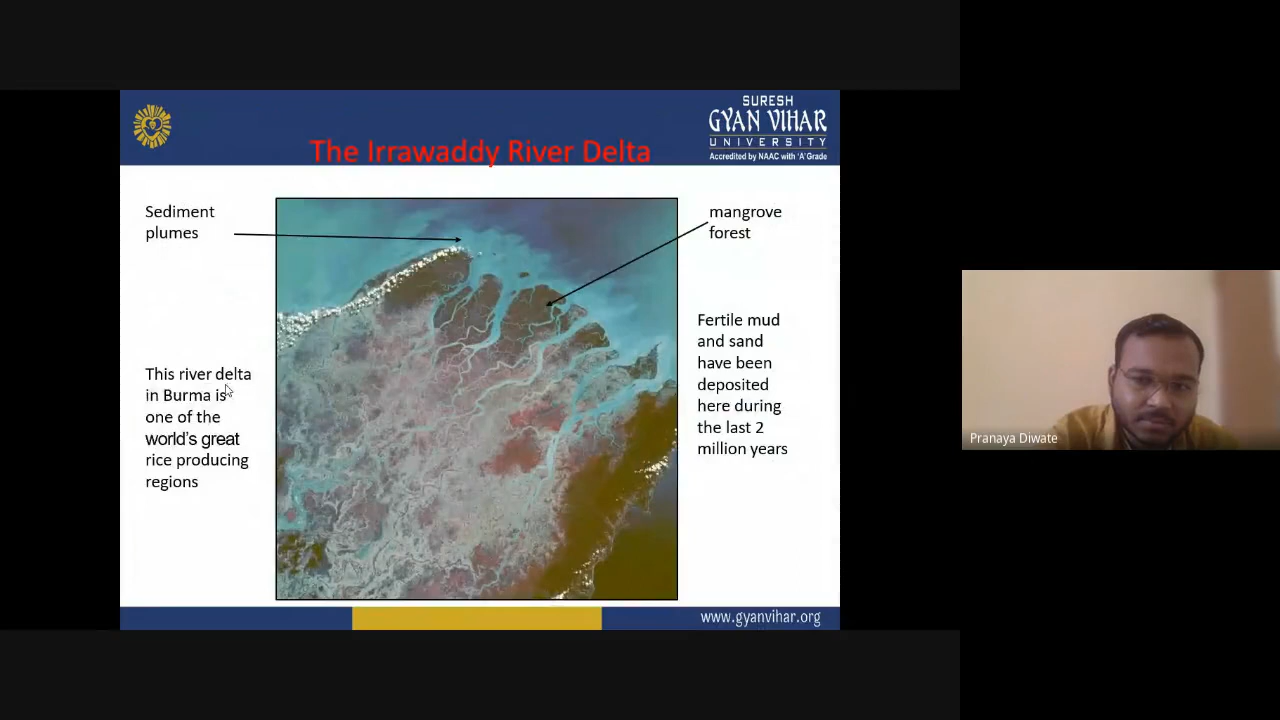 SURESH
GYAN VIHAR
UNIVERSITY
Accredited by NAAC with 'A' Grade
The Irrawaddy River Delta
Sediment
plumes
mangrove
forest
This river delta
in Burma is
one of the
world's great
rice producing
regions
Fertile mud
and sand
have been
deposited
here during
the last 2
million years
Pranaya Diwate
www.gyanvihar.org